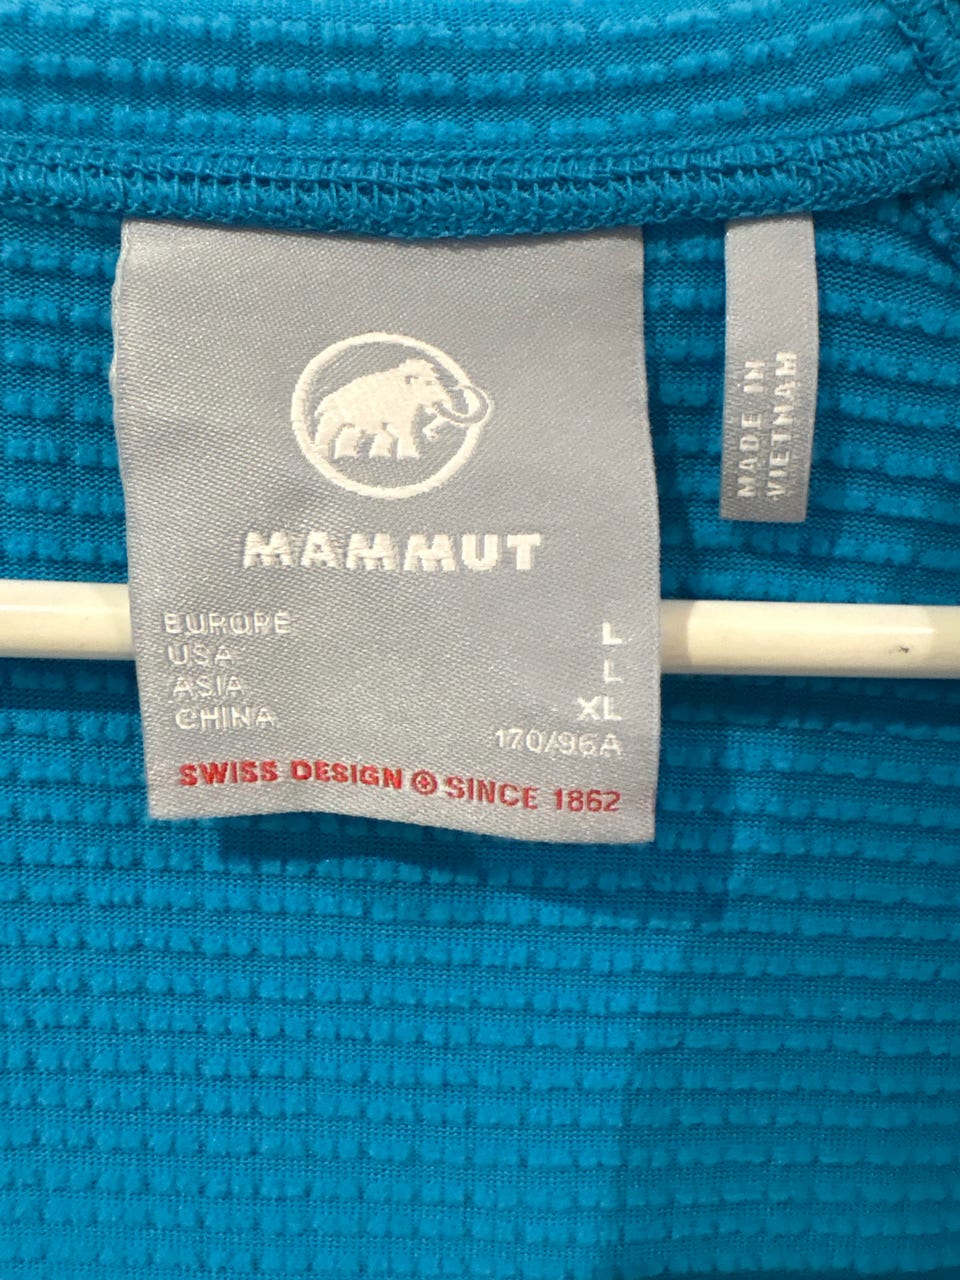 MAMMUT
EUROPE L
USA L
ASIA XL
CHINA 170/96A
SWISS DESIGN SINCE 1862
MADE IN
VIETNAM